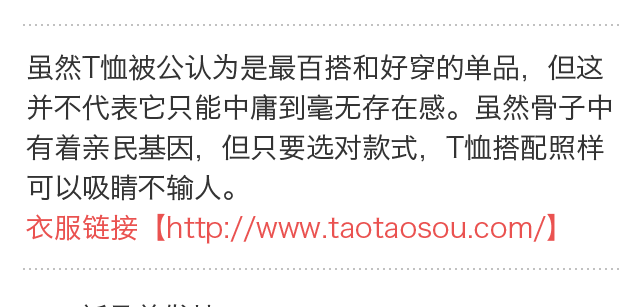 虽然T恤被公认为是最百搭和好穿的单品，但这
并不代表它只能中庸到毫无存在感。虽然骨子中
有着亲民基因，但只要选对款式，T恤搭配照样
可以吸睛不输人。
衣服链接【http://www.taotaosou.com/】